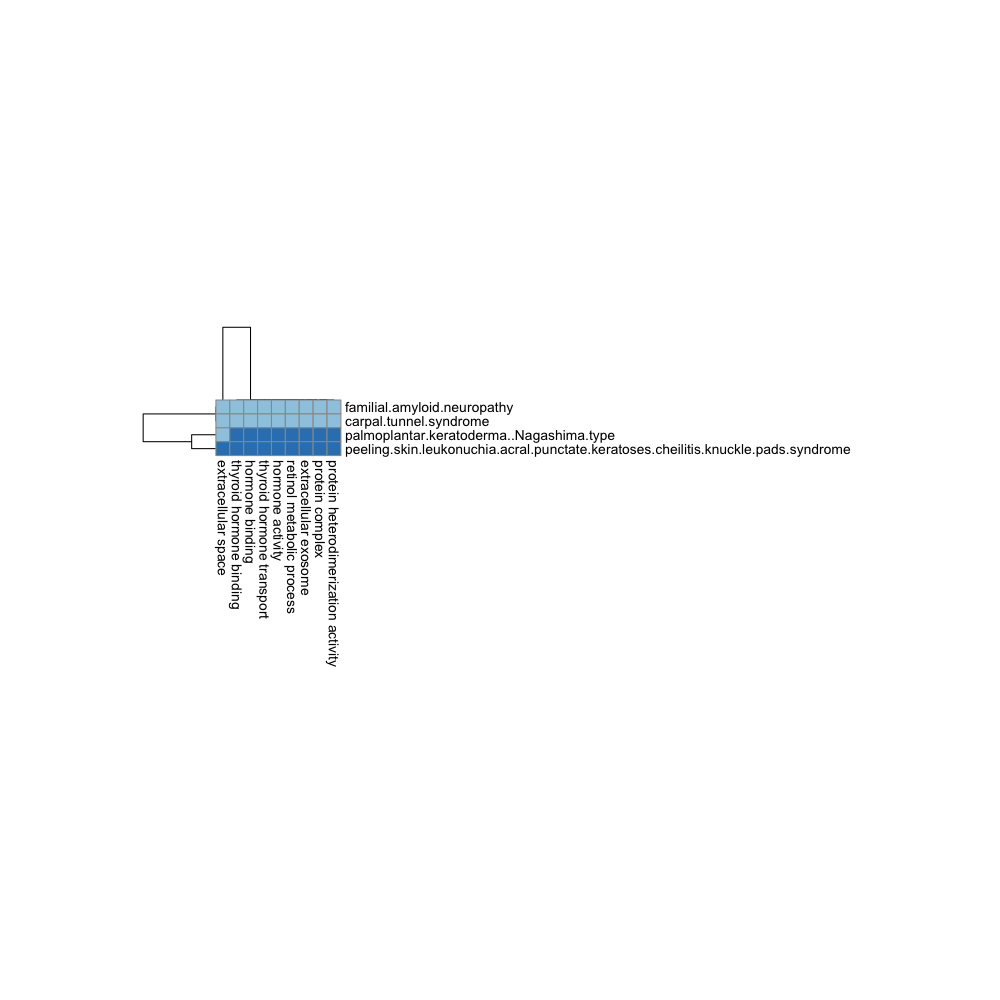 familial.amyloid.neuropathy
carpal.tunnel.syndrome
palmoplantar.keratoderma..Nagashima.type
peeling.skin.leukonuchia.acral.punctate.keratoses.cheilitis.knuckle.pads.syndrome
extracellular space
thyroid hormone binding
hormone binding
thyroid hormone transport
hormone activity
retinol metabolic process
extracellular exosome
protein complex
protein heterodimerization activity